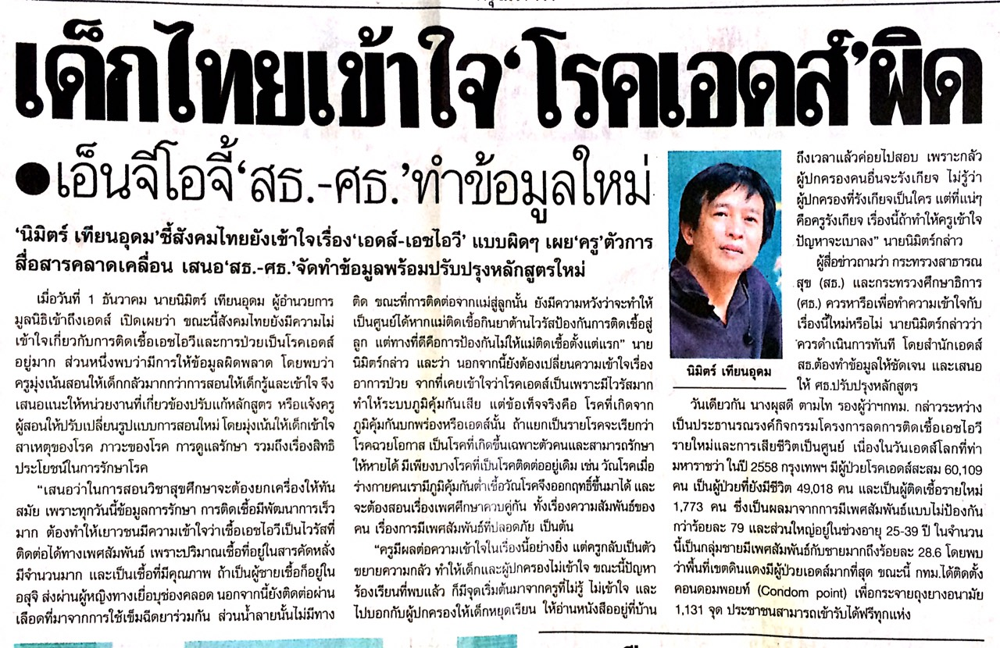 เด็กไทยเข้าใจ‘โรคเอดส์’ผิด
●เอ็นจีโอจี้‘สธ.-ศธ.’ทำข้อมูลใหม่
‘นิมิตร์ เทียนอุดม’ชี้สังคมไทยยังเข้าใจเรื่อง‘เอดส์-เอชไอวี’ แบบผิดๆ เผย‘ครู’ตัวการ
สื่อสารคลาดเคลื่อน เสนอ‘สธ.-ศธ.’จัดทำข้อมูลพร้อมปรับปรุงหลักสูตรใหม่
เมื่อวันที่ 1 ธันวาคม นายนิมิตร์ เทียนอุดม ผู้อำนวยการ
มูลนิธิเข้าถึงเอดส์ เปิดเผยว่า ขณะนี้สังคมไทยยังมีความไม่
เข้าใจเกี่ยวกับการติดเชื้อเอชไอวีและการป่วยเป็นโรคเอดส์
อยู่มาก ส่วนหนึ่งพบว่ามีการให้ข้อมูลผิดพลาด โดยพบว่า
ครูมุ่งเน้นสอนให้เด็กกลัวมากกว่าการสอนให้เด็กรู้และเข้าใจ จึง
เสนอแนะให้หน่วยงานที่เกี่ยวข้องปรับแก้หลักสูตร หรือแจ้งครู
ผู้สอนให้ปรับเปลี่ยนรูปแบบการสอนใหม่ โดยมุ่งเน้นให้เด็กเข้าใจ
สาเหตุของโรค ภาวะของโรค การดูแลรักษา รวมถึงเรื่องสิทธิ
ประโยชน์ในการรักษาโรค
“เสนอว่าในการสอนวิชาสุขศึกษาจะต้องยกเครื่องให้ทัน
สมัย เพราะทุกวันนี้ข้อมูลการรักษา การติดเชื้อมีพัฒนาการเร็ว
มาก ต้องทำให้เยาวชนมีความเข้าใจว่าเชื้อเอชไอวีเป็นไวรัสที่
ติดต่อได้ทางเพศสัมพันธ์ เพราะปริมาณเชื้อที่อยู่ในสารคัดหลั่ง
มีจำนวนมาก และเป็นเชื้อที่มีคุณภาพ ถ้าเป็นผู้ชายเชื้อก็อยู่ใน
อสุจิ ส่งผ่านผู้หญิงทางเยื่อบุช่องคลอด นอกจากนี้ยังติดต่อผ่าน
เลือดที่มาจากการใช้เข็มฉีดยาร่วมกัน ส่วนน้ำลายนั้นไม่มีทาง
ติด ขณะที่การติดต่อจากแม่สู่ลูกนั้น ยังมีความหวังว่าจะทำให้
เป็นศูนย์ได้หากแม่ติดเชื้อกินยาต้านไวรัสป้องกันการติดเชื้อสู่
ลูก แต่ทางที่ดีคือการป้องกันไม่ให้แม่ติดเชื้อตั้งแต่แรก” นาย
นิมิตร์กล่าว และว่า นอกจากนี้ยังต้องเปลี่ยนความเข้าใจเรื่อง
อาการป่วย จากที่เคยเข้าใจว่าโรคเอดส์เป็นเพราะมีไวรัสมาก
ทำให้ระบบภูมิคุ้มกันเสีย แต่ข้อเท็จจริงคือ โรคที่เกิดจาก
ภูมิคุ้มกันบกพร่องหรือเอดส์นั้น ถ้าแยกเป็นรายโรคจะเรียกว่า
โรคฉวยโอกาส เป็นโรคที่เกิดขึ้นเฉพาะตัวคนและสามารถรักษา
ให้หายได้ มีเพียงบางโรคที่เป็นโรคติดต่ออยู่เดิม เช่น วัณโรคเมื่อ
ร่างกายคนเรามีภูมิคุ้มกันต่ำเชื้อวัณโรคจึงออกฤทธิ์ขึ้นมาได้ และ
จะต้องสอนเรื่องเพศศึกษาควบคู่กัน ทั้งเรื่องความสัมพันธ์ของ
คน เรื่องการมีเพศสัมพันธ์ที่ปลอดภัย เป็นต้น
“ครูมีผลต่อความเข้าใจในเรื่องนี้อย่างยิ่ง แต่ครูกลับเป็นตัว
ขยายความกลัว ทำให้เด็กและผู้ปกครองไม่เข้าใจ ขณะนี้ปัญหา
ร้องเรียนที่พบแล้ว ก็มีจุดเริ่มต้นมาจากครูที่ไม่รู้ ไม่เข้าใจ และ
ไปบอกกับผู้ปกครองให้เด็กหยุดเรียน ให้อ่านหนังสืออยู่ที่บ้าน
นิมิตร์ เทียนอุดม
ถึงเวลาแล้วค่อยไปสอบ เพราะกลัว
ผู้ปกครองคนอื่นจะรังเกียจ ไม่รู้ว่า
ผู้ปกครองที่รังเกียจเป็นใคร แต่ที่แน่ๆ
คือครูรังเกียจ เรื่องนี้ถ้าทำให้ครูเข้าใจ
ปัญหาจะเบาลง” นายนิมิตร์กล่าว
ผู้สื่อข่าวถามว่า กระทรวงสาธารณ
สุข (สธ.) และกระทรวงศึกษาธิการ
(ศธ.) ควรหารือเพื่อทำความเข้าใจกับ
เรื่องนี้ใหม่หรือไม่ นายนิมิตร์กล่าวว่า
ควรดำเนินการทันที โดยสำนักเอดส์
สธ.ต้องทำข้อมูลให้ชัดเจน และเสนอ
ให้ ศธ.ปรับปรุงหลักสูตร
วันเดียวกัน นางผุสดี ตามไท รองผู้ว่าฯกทม. กล่าวระหว่าง
เป็นประธานรณรงค์กิจกรรมโครงการลดการติดเชื้อเอชไอวี
รายใหม่และการเสียชีวิตเป็นศูนย์ เนื่องในวันเอดส์โลกที่ท่า
มหาราชว่า ในปี 2558 กรุงเทพฯ มีผู้ป่วยโรคเอดส์สะสม 60,109
คน เป็นผู้ป่วยที่ยังมีชีวิต 49,018 คน และเป็นผู้ติดเชื้อรายใหม่
1,773 คน ซึ่งเป็นผลมาจากการมีเพศสัมพันธ์แบบไม่ป้องกัน
กว่าร้อยละ 79 และส่วนใหญ่อยู่ในช่วงอายุ 25-39 ปี ในจำนวน
นี้เป็นกลุ่มชายมีเพศสัมพันธ์กับชายมากถึงร้อยละ 28.6 โดยพบ
ว่าพื้นที่เขตดินแดงมีผู้ป่วยเอดส์มากที่สุด ขณะนี้ กทม.ได้ติดตั้ง
คอนดอมพอยท์ (Condom point) เพื่อกระจายถุงยางอนามัย
1,131 จุด ประชาชนสามารถเข้ารับได้ฟรีทุกแห่ง